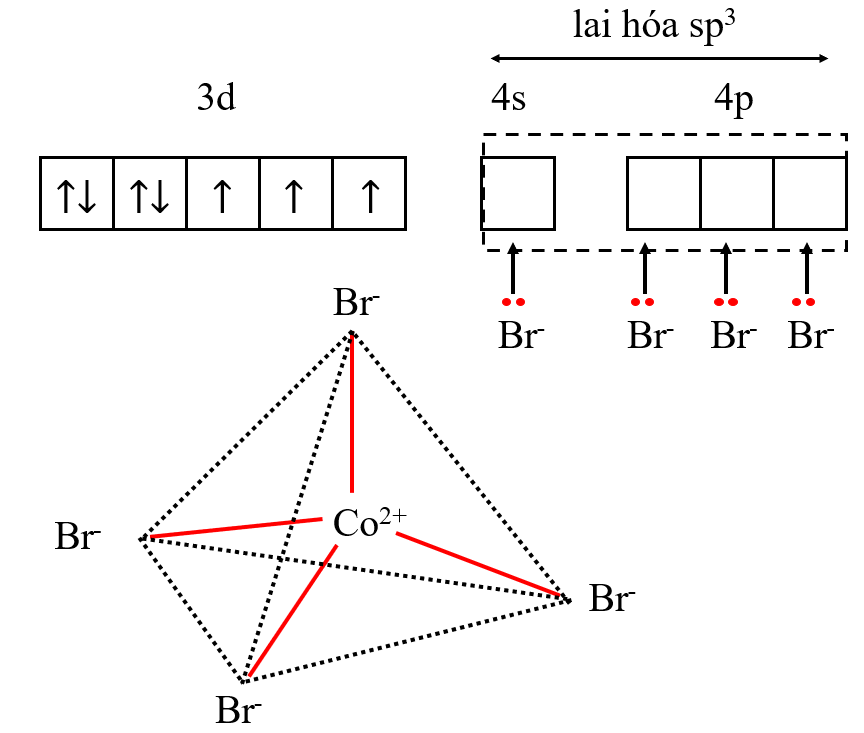 lai hóa sp³
3d 4s 4p
↑↓ ↑↓ ↑ ↑ ↑
Br⁻ Br⁻ Br⁻ Br⁻
Br⁻
Co²⁺
Br⁻
Br⁻
Br⁻